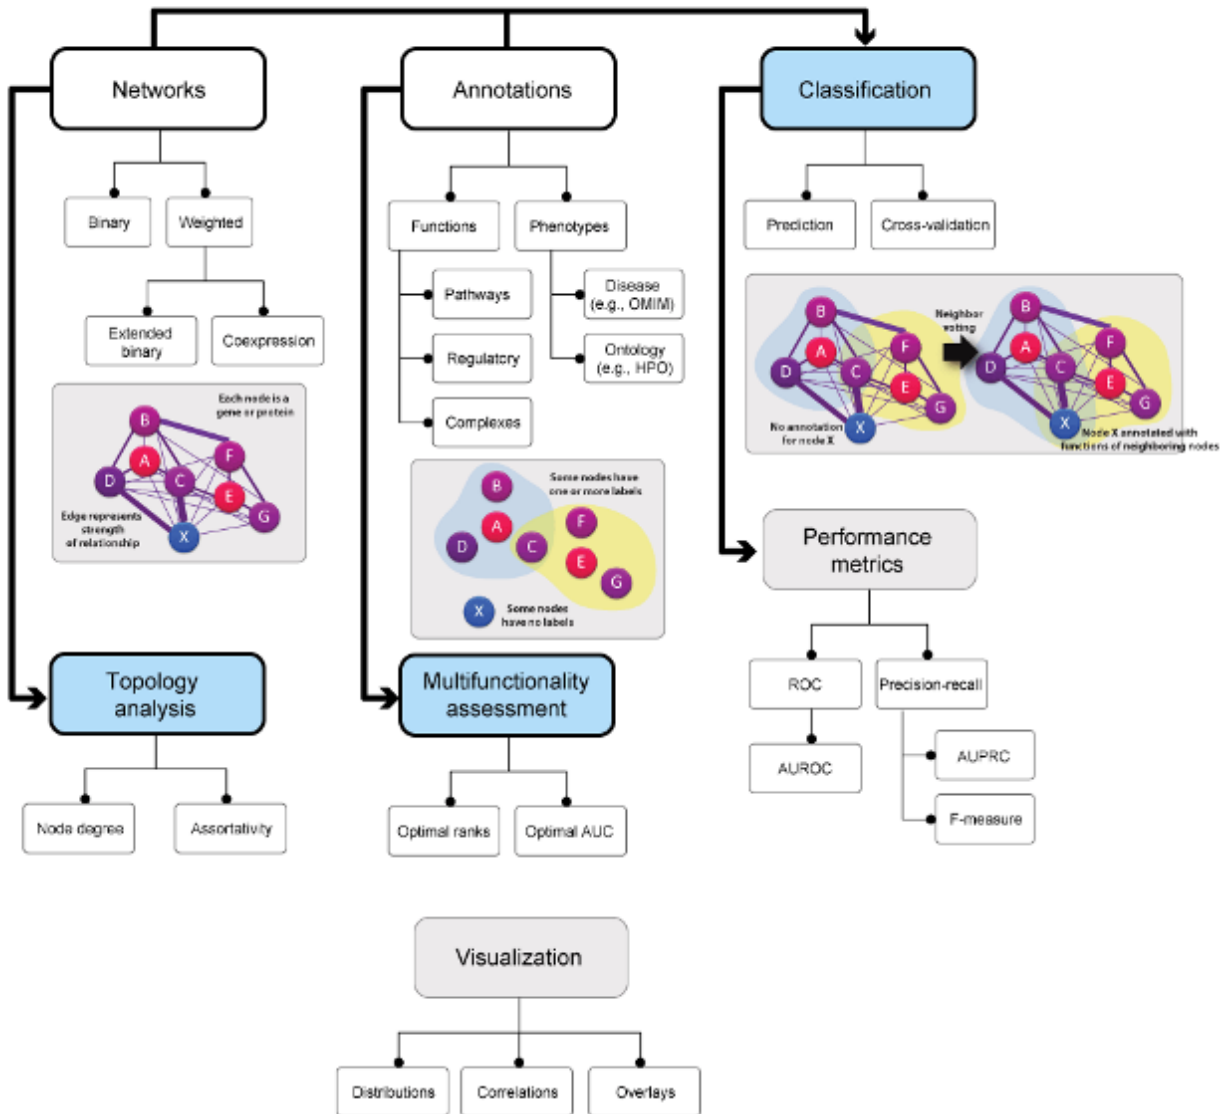 Networks
Annotations
Classification
Binary
Weighted
Functions
Phenotypes
Prediction
Cross-validation
Extended
binary
Coexpression
Pathways
Disease
(e.g., OMIM)
Regulatory
Ontology
(e.g., HPO)
Complexes
B
A
D
C
F
E
G
X
No annotation
for node X
Neighbor
voting
B
A
D
C
F
E
G
X
Node X annotated with
functions of neighboring nodes
Each node is a
gene or protein
B
A
D
C
F
E
G
X
Edge represents
strength
of relationship
Some nodes have
one or more labels
B
A
D
C
F
E
G
X
Some nodes
have no labels
Performance
metrics
Topology
analysis
Multifunctionality
assessment
ROC
Precision-recall
AUROC
AUPRC
F-measure
Node degree
Assortativity
Optimal ranks
Optimal AUC
Visualization
Distributions
Correlations
Overlays